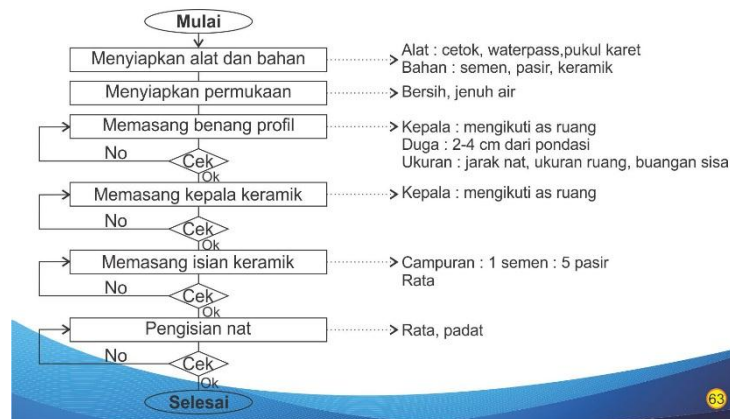 Mulai
Menyiapkan alat dan bahan
Alat : cetok, waterpass,pukul karet
Bahan : semen, pasir, keramik
Menyiapkan permukaan
Bersih, jenuh air
Memasang benang profil
Kepala : mengikuti as ruang
Duga : 2-4 cm dari pondasi
Ukuran : jarak nat, ukuran ruang, buangan sisa
No
Cek
Ok
Memasang kepala keramik
Kepala : mengikuti as ruang
No
Cek
Ok
Memasang isian keramik
Campuran : 1 semen : 5 pasir
Rata
No
Cek
Ok
Pengisian nat
Rata, padat
No
Cek
Ok
Selesai
63